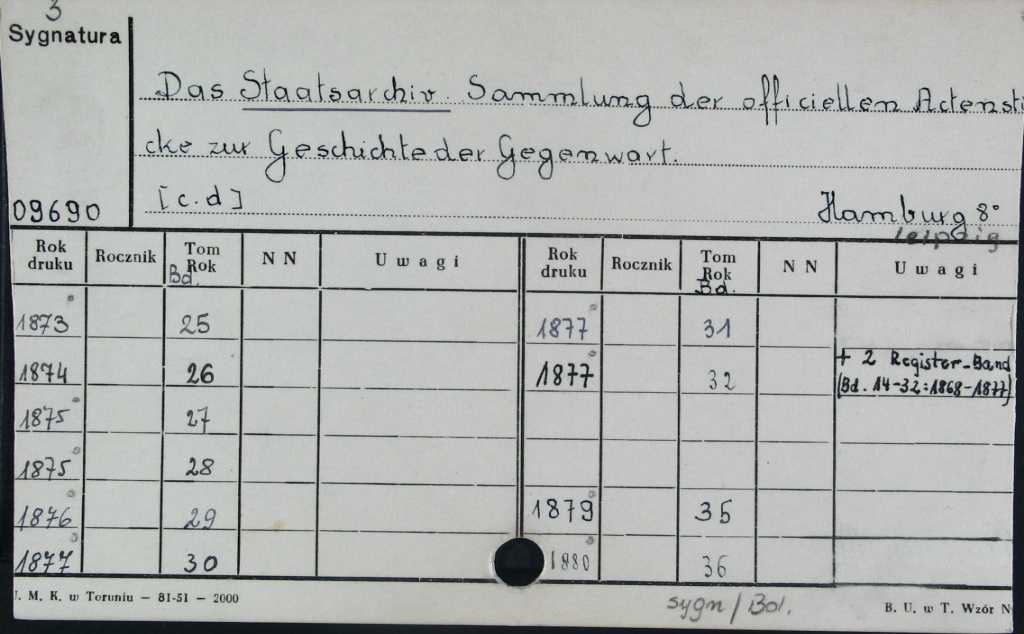 3
Sygnatura
Das Staatsarchiv. Sammlung der officiellen Actenstü
cke zur Geschichte der Gegenwart.
[c.d]
Hamburg 8°
09690
Leipzig
Rok druku Rocznik Tom Rok Bd. N N Uwagi Rok druku Rocznik Tom Rok Bd. N N Uwagi
1873 25 1877 31
1874 26 1877 32 + 2 Register-Band (Bd. 14-32:1868-1877)
1875 27
1875 28
1876 29 1879 35
1877 30 1880 36
. M. K. w Toruniu — 81-51 — 2000
sygn/Bol.
B. U. w T. Wzór N